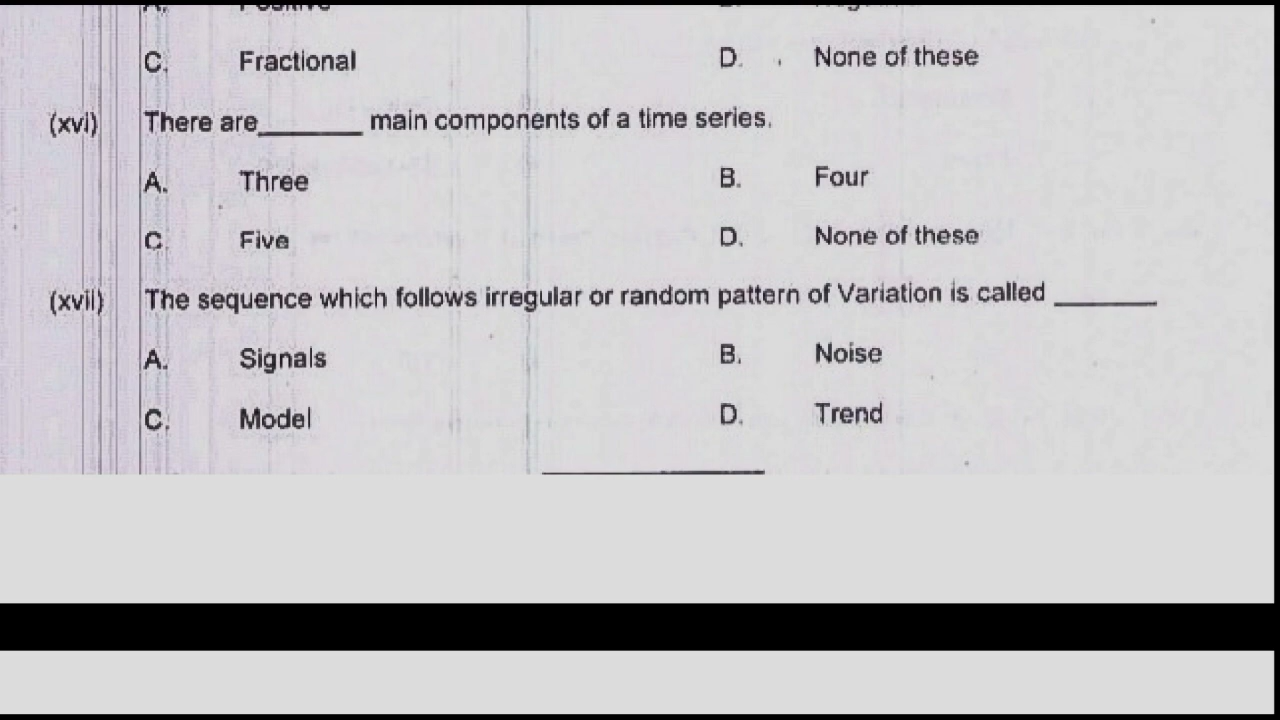 A. Positive B.
C. Fractional D. None of these
(xvi) There are_______ main components of a time series.
A. Three B. Four
C. Five D. None of these
(xvii) The sequence which follows irregular or random pattern of Variation is called _______
A. Signals B. Noise
C. Model D. Trend